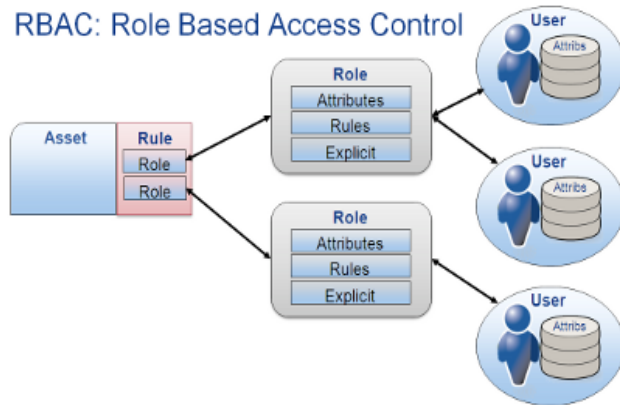 RBAC: Role Based Access Control
Asset
Rule
Role
Role
Role
Attributes
Rules
Explicit
Role
Attributes
Rules
Explicit
User
Attribs
User
Attribs
User
Attribs